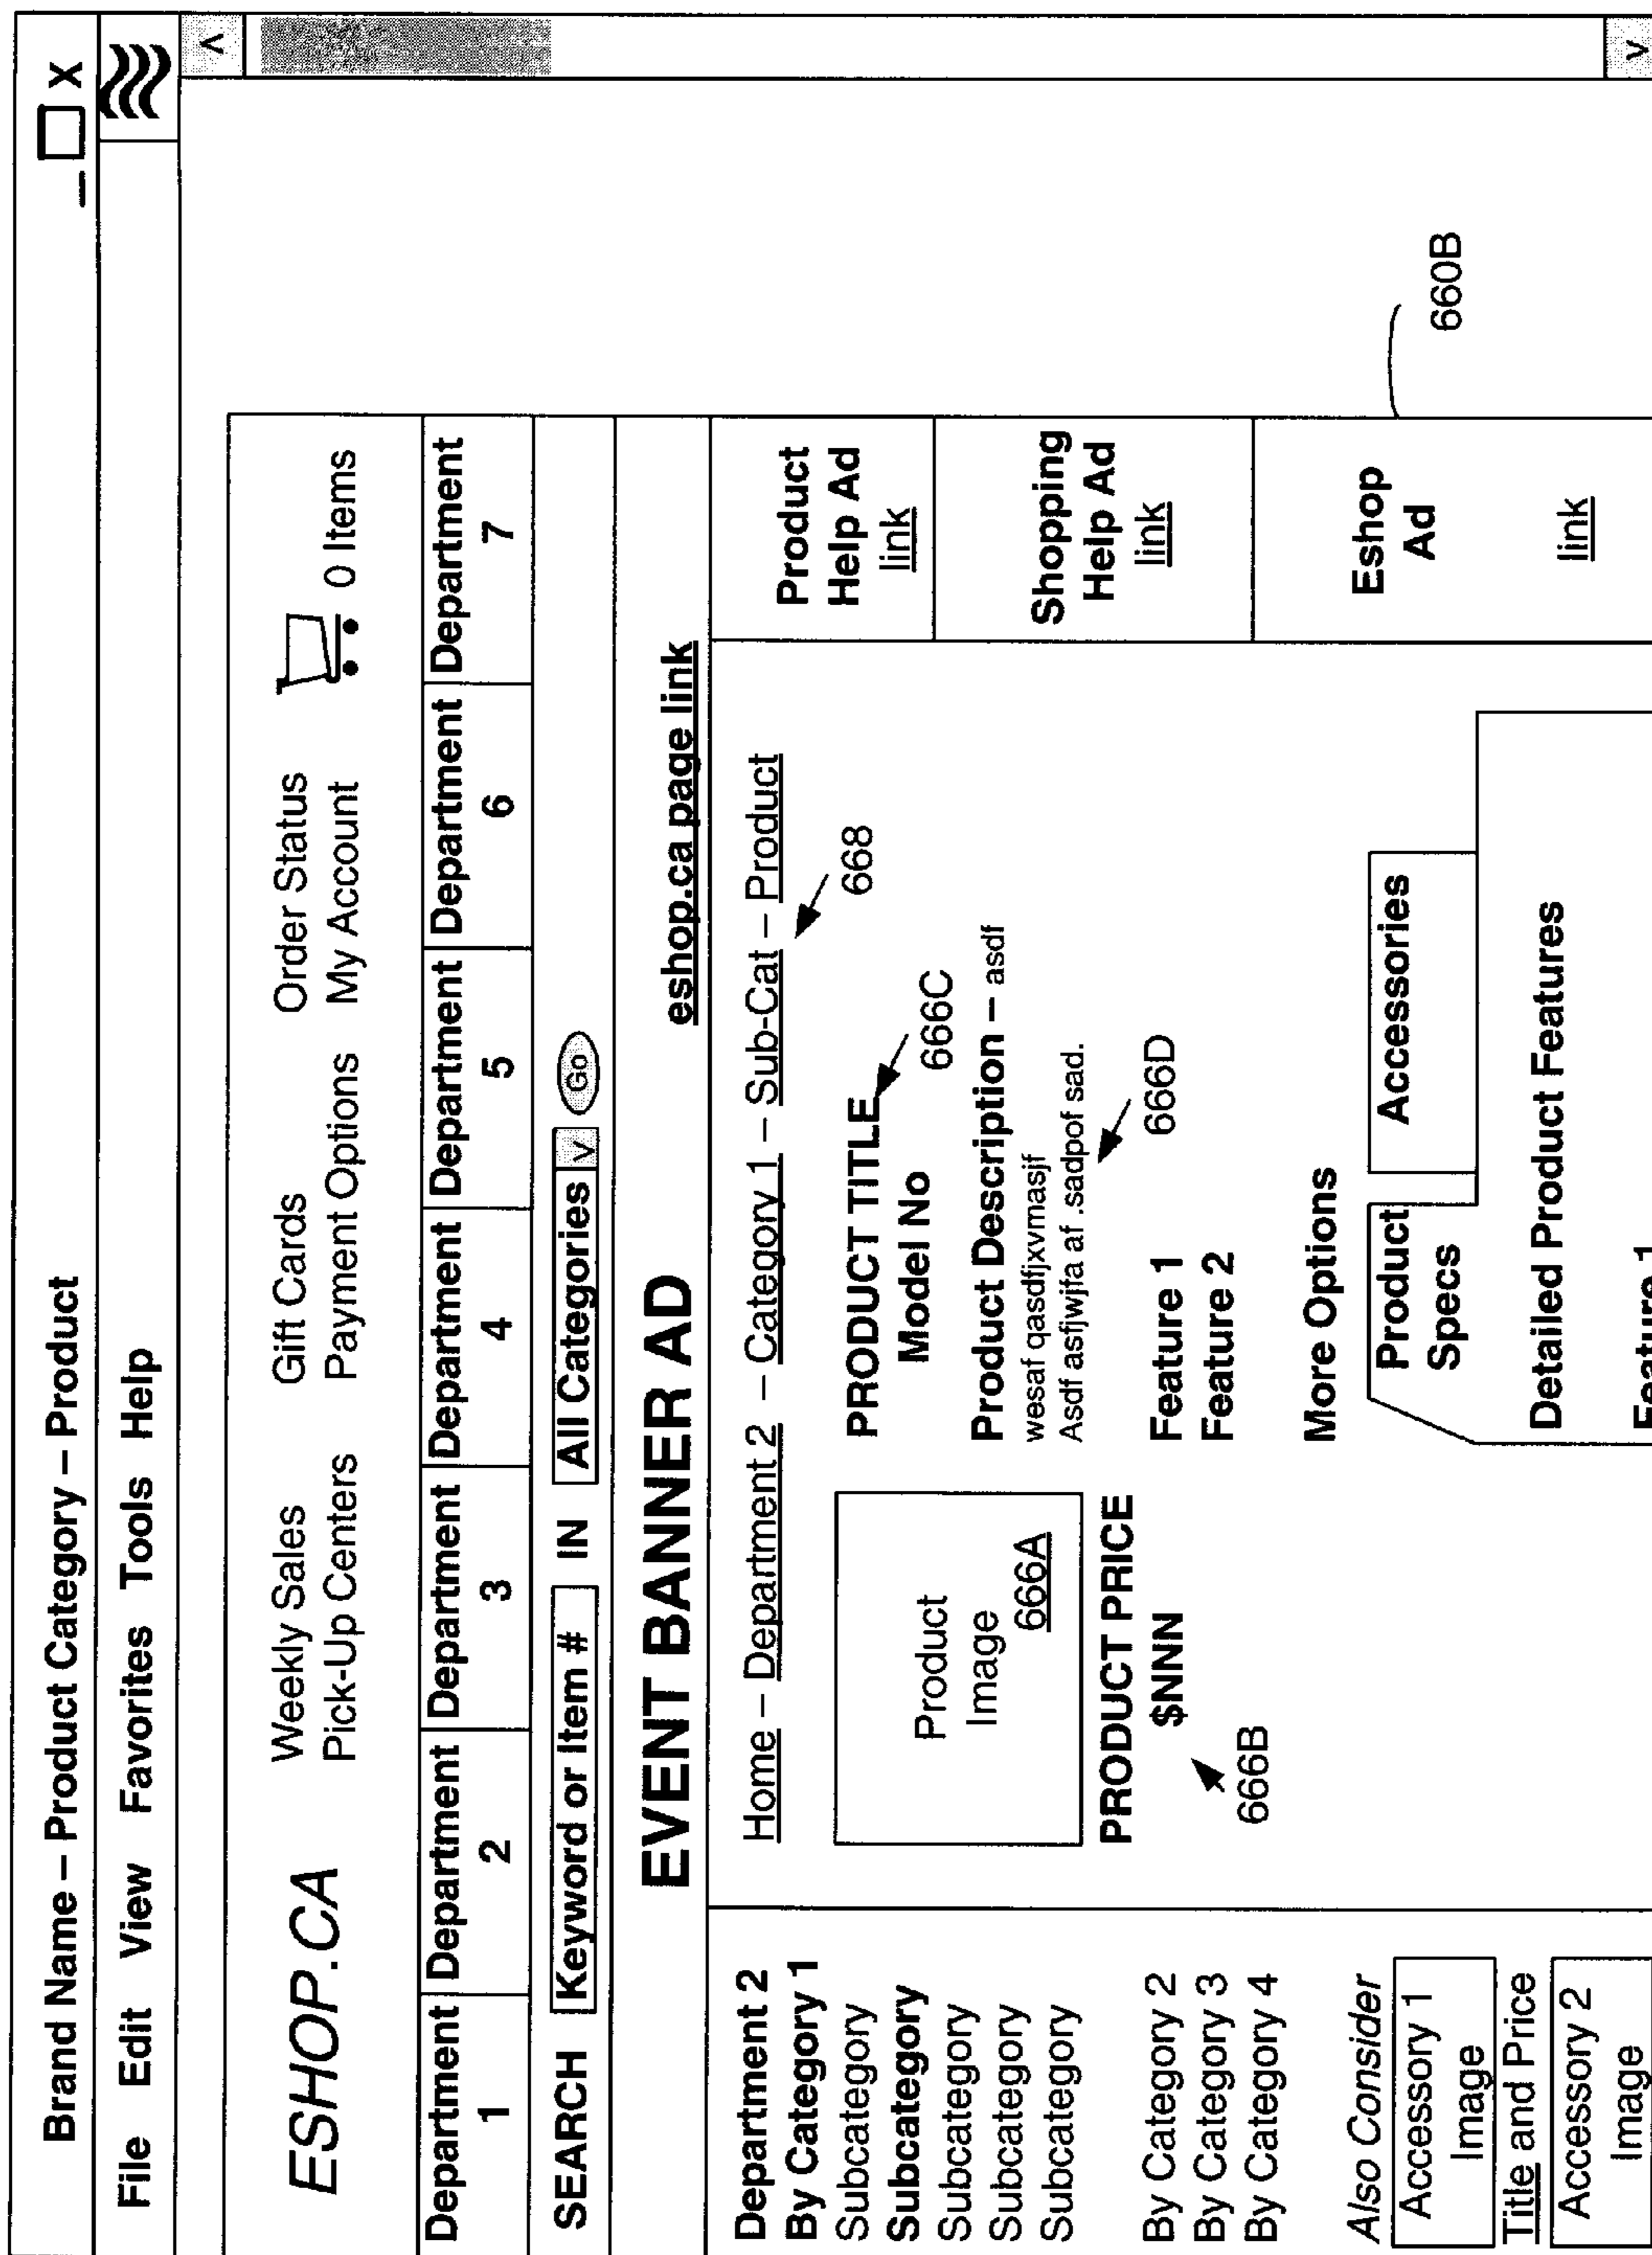 Brand Name – Product Category – Product _ X
File Edit View Favorites Tools Help
<
ESHOP.CA
Weekly Sales Gift Cards Order Status
Pick-Up Centers Payment Options My Account 0 Items
Department 1 Department 2 Department 3 Department 4 Department 5 Department 6 Department 7
SEARCH Keyword or Item # IN All Categories v Go
EVENT BANNER AD eshop.ca page link
Department 2
By Category 1
Subcategory
Subcategory
Subcategory
Subcategory
Subcategory
By Category 2
By Category 3
By Category 4
Also Consider
Accessory 1
Image
Title and Price
Accessory 2
Image
Home – Department 2 – Category 1 – Sub-Cat – Product
668
Product
Image
666A
PRODUCT PRICE
$NNN
666B
PRODUCT TITLE
666C
Model No
Product Description – asdf
wesaf qasdfjxvmasjf
Asdf asfjwjfa af .sadpof sad.
666D
Feature 1
Feature 2
More Options
Product
Specs
Accessories
Detailed Product Features
Feature 1
Product
Help Ad
link
Shopping
Help Ad
link
Eshop
Ad
link
660B
v